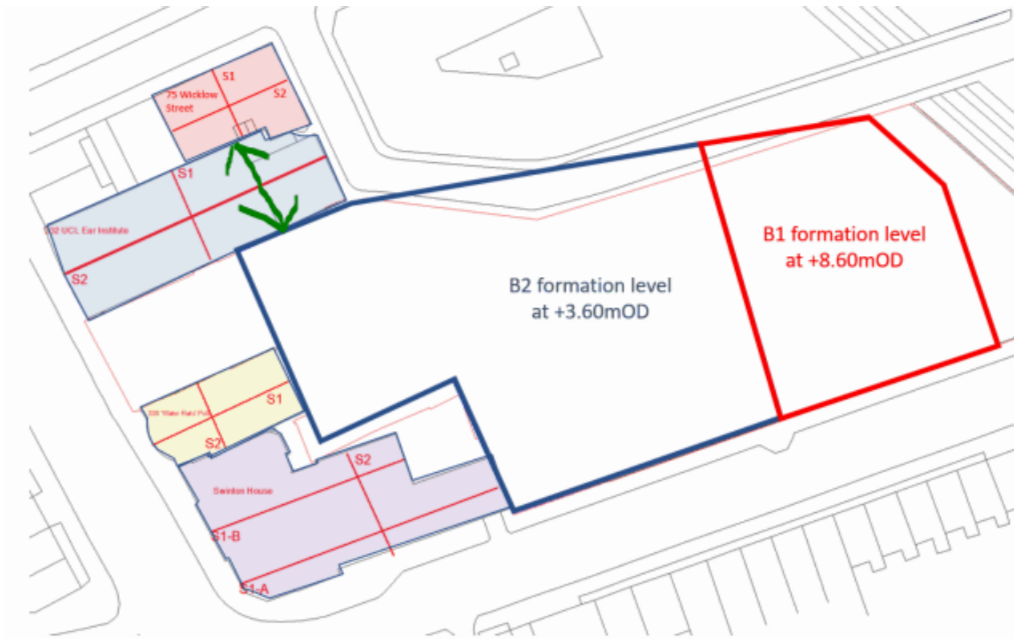 S1
S2
75 Wicklow
Street
S1
UCL Ear Institute
S2
B1 formation level
at +8.60mOD
B2 formation level
at +3.60mOD
S1
S2
S2
Swinton House
S1-B
S1-A